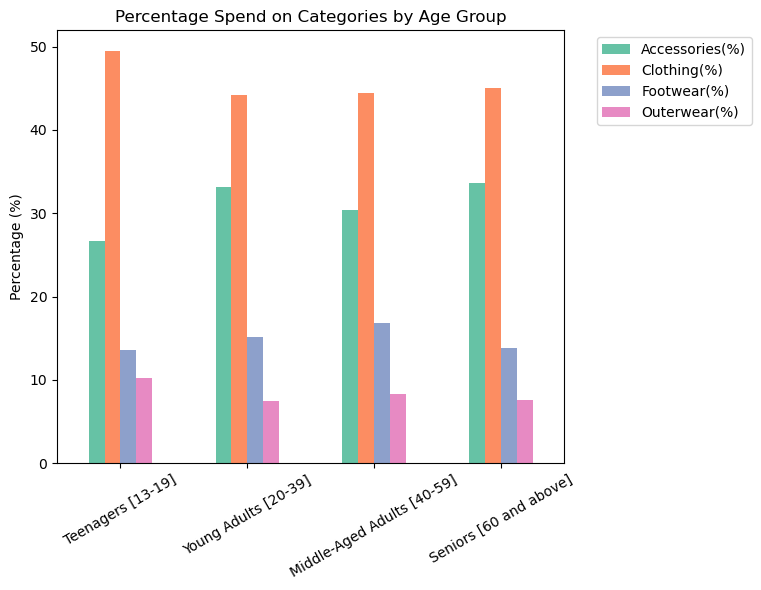 Percentage Spend on Categories by Age Group
Accessories(%)
Clothing(%)
Footwear(%)
Outerwear(%)
Percentage (%)
50
40
30
20
10
0
Teenagers [13-19]
Young Adults [20-39]
Middle-Aged Adults [40-59]
Seniors [60 and above]